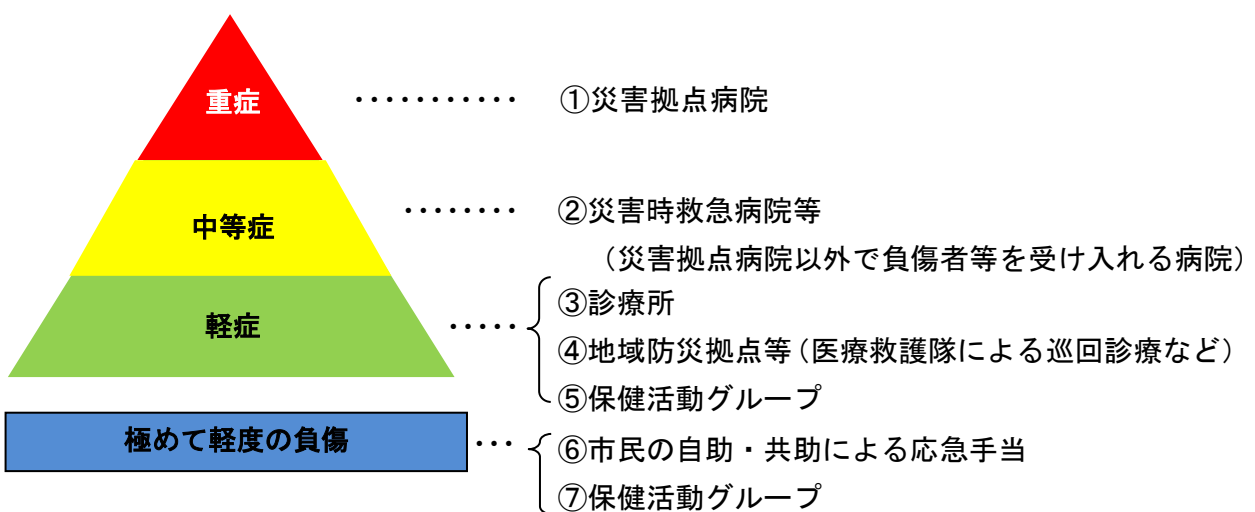 重症 ・・・・・・・・・・・ ①災害拠点病院
中等症 ・・・・・・・・ ②災害時救急病院等
（災害拠点病院以外で負傷者等を受け入れる病院）
③診療所
軽症 ・・・・・ ④地域防災拠点等（医療救護隊による巡回診療など）
⑤保健活動グループ
極めて軽度の負傷 ・・・ ⑥市民の自助・共助による応急手当
⑦保健活動グループ